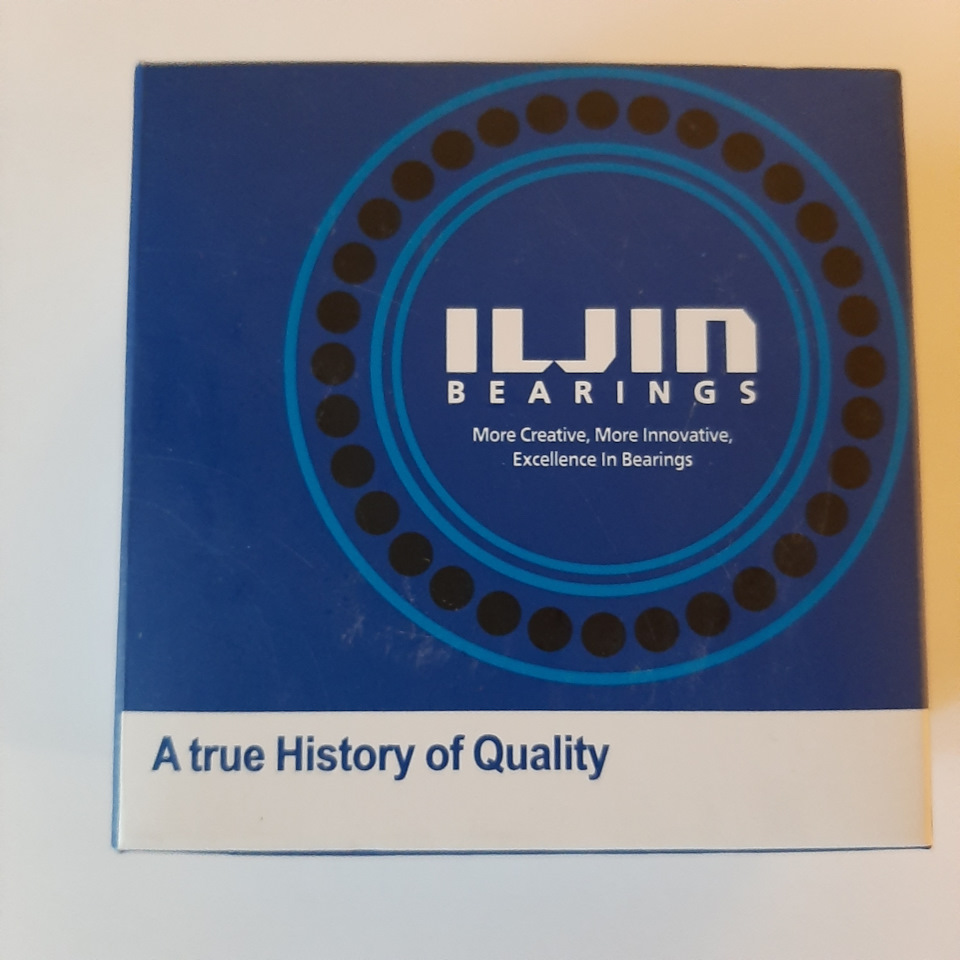 ILJIN
BEARINGS
More Creative, More Innovative,
Excellence In Bearings
A true History of Quality